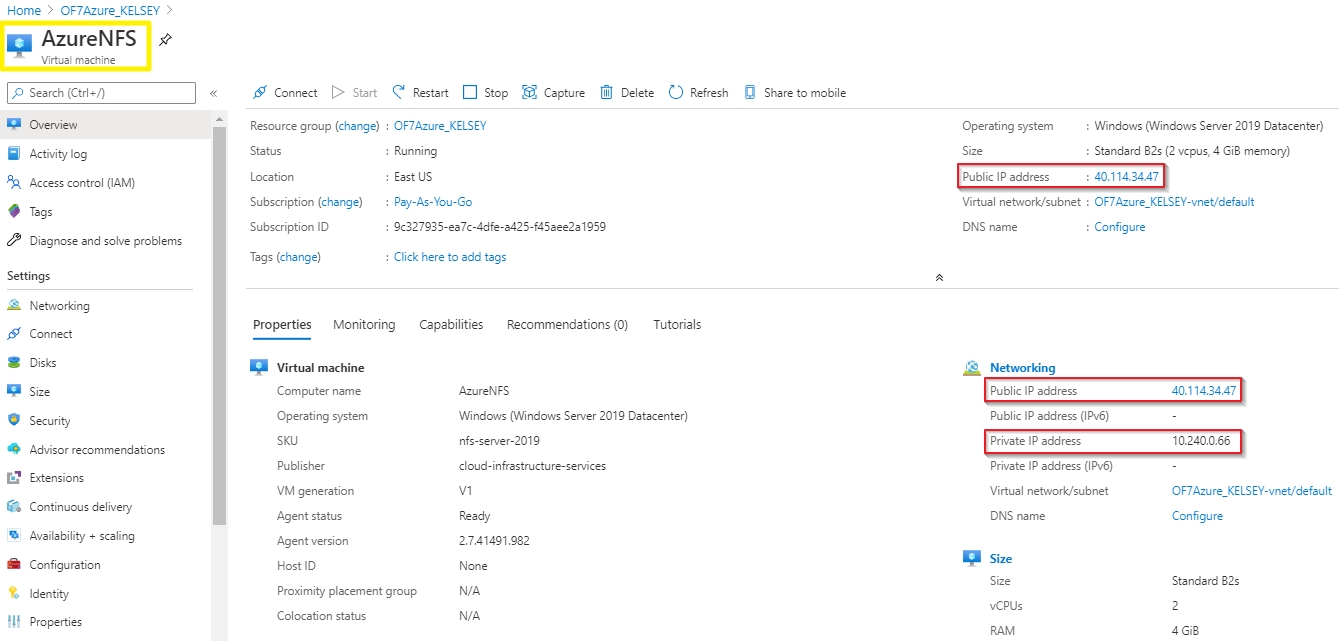 Home > OF7Azure_KELSEY >
AzureNFS
Virtual machine
Search (Ctrl+/)
«
Overview
Activity log
Access control (IAM)
Tags
Diagnose and solve problems
Settings
Networking
Connect
Disks
Size
Security
Advisor recommendations
Extensions
Continuous delivery
Availability + scaling
Configuration
Identity
Properties
Connect Start Restart Stop Capture Delete Refresh Share to mobile
Resource group (change) : OF7Azure_KELSEY
Status : Running
Location : East US
Subscription (change) : Pay-As-You-Go
Subscription ID : 9c327935-ea7c-4dfe-a425-f45aee2a1959
Tags (change) : Click here to add tags
Operating system : Windows (Windows Server 2019 Datacenter)
Size : Standard B2s (2 vcpus, 4 GiB memory)
Public IP address : 40.114.34.47
Virtual network/subnet : OF7Azure_KELSEY-vnet/default
DNS name : Configure
Properties Monitoring Capabilities Recommendations (0) Tutorials
Virtual machine
Computer name AzureNFS
Operating system Windows (Windows Server 2019 Datacenter)
SKU nfs-server-2019
Publisher cloud-infrastructure-services
VM generation V1
Agent status Ready
Agent version 2.7.41491.982
Host ID None
Proximity placement group N/A
Colocation status N/A
Networking
Public IP address 40.114.34.47
Public IP address (IPv6) -
Private IP address 10.240.0.66
Private IP address (IPv6) -
Virtual network/subnet OF7Azure_KELSEY-vnet/default
DNS name Configure
Size
Size Standard B2s
vCPUs 2
RAM 4 GiB